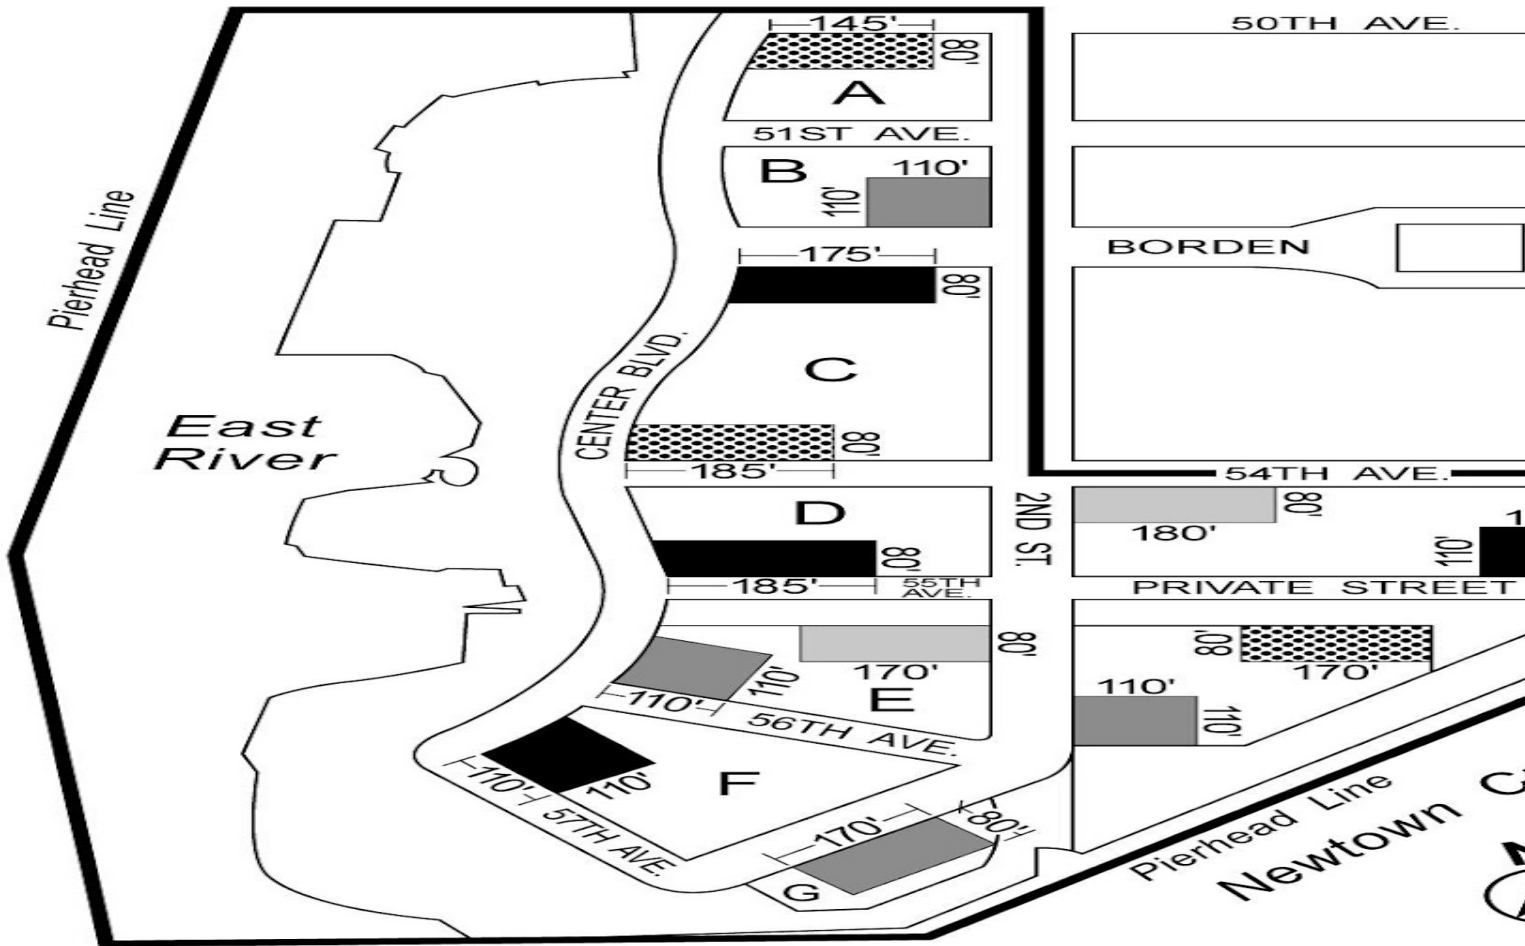 145'
50TH AVE.
80'
A
51ST AVE.
B
110'
110'
Pierhead Line
BORDEN
175'
80'
C
CENTER BLVD.
East
River
80'
185'
54TH AVE.
D
2ND ST.
80'
180'
110'
80'
185'
55TH
AVE.
PRIVATE STREET
80'
80'
170'
170'
110'
E
110'
110'
110'
56TH AVE.
F
110'
110'
57TH AVE.
170'
80'
G
Pierhead Line
Newtown